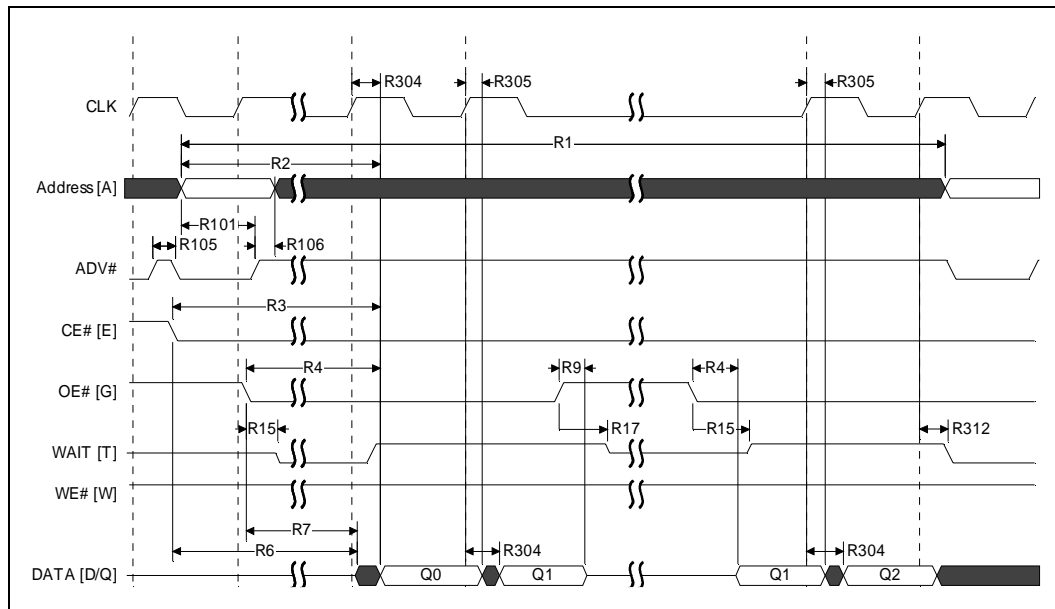 R304
R305
R305
CLK
R1
R2
Address [A]
R101
R105
R106
ADV#
R3
CE# [E]
R4
R9
R4
OE# [G]
R15
R17
R15
R312
WAIT [T]
WE# [W]
R7
R6
R304
R304
DATA [D/Q]
Q0
Q1
Q1
Q2